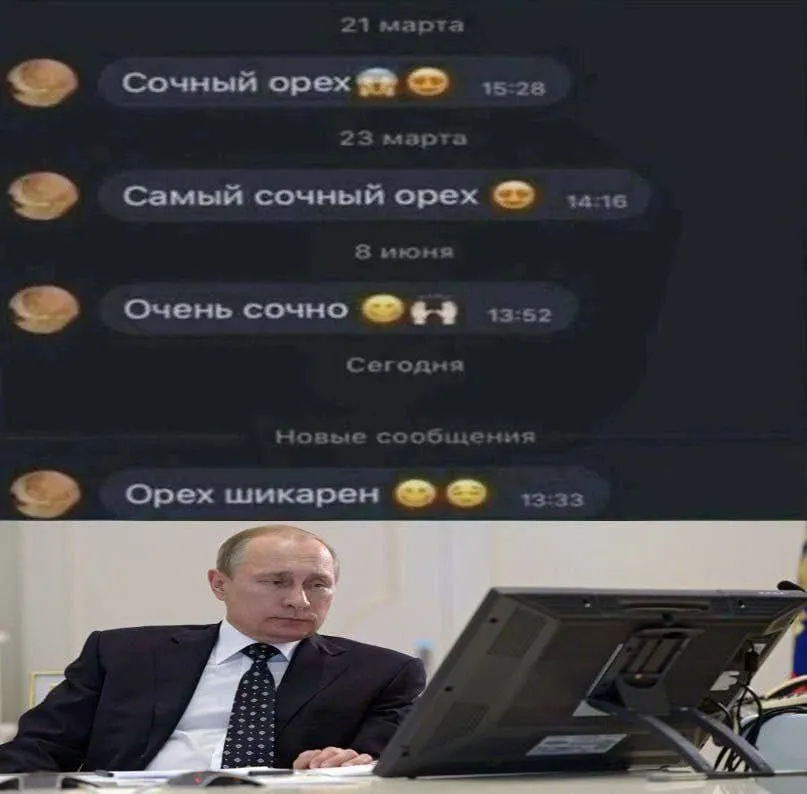 21 марта
Сочный орех😱😍 15:28
23 марта
Самый сочный орех 😍 14:16
8 июня
Очень сочно 😊🙌 13:52
Сегодня
Новые сообщения
Орех шикарен 😊😌 13:33